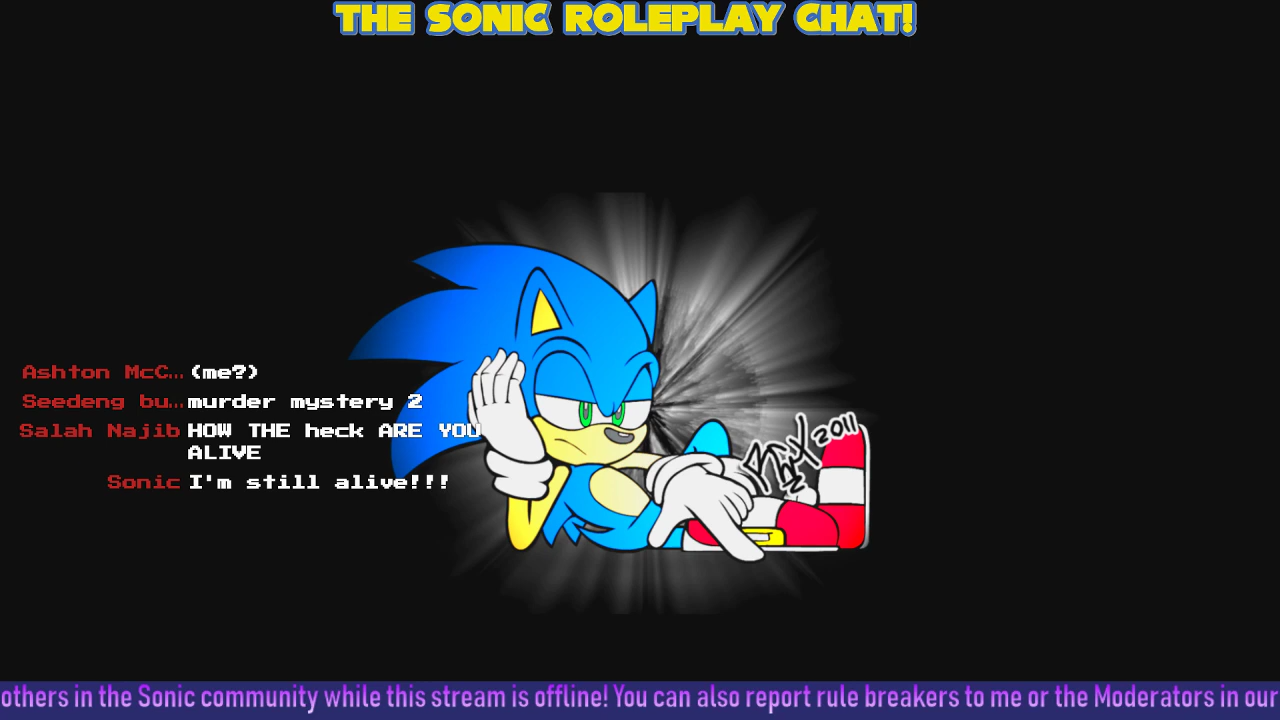 THE SONIC ROLEPLAY CHAT!
Ashton McC... (me?)
Seedeng bu... murder mystery 2
Salah Najib HOW THE heck ARE YOU
ALIVE
Sonic I'm still alive!!!
2011
others in the Sonic community while this stream is offline! You can also report rule breakers to me or the Moderators in our